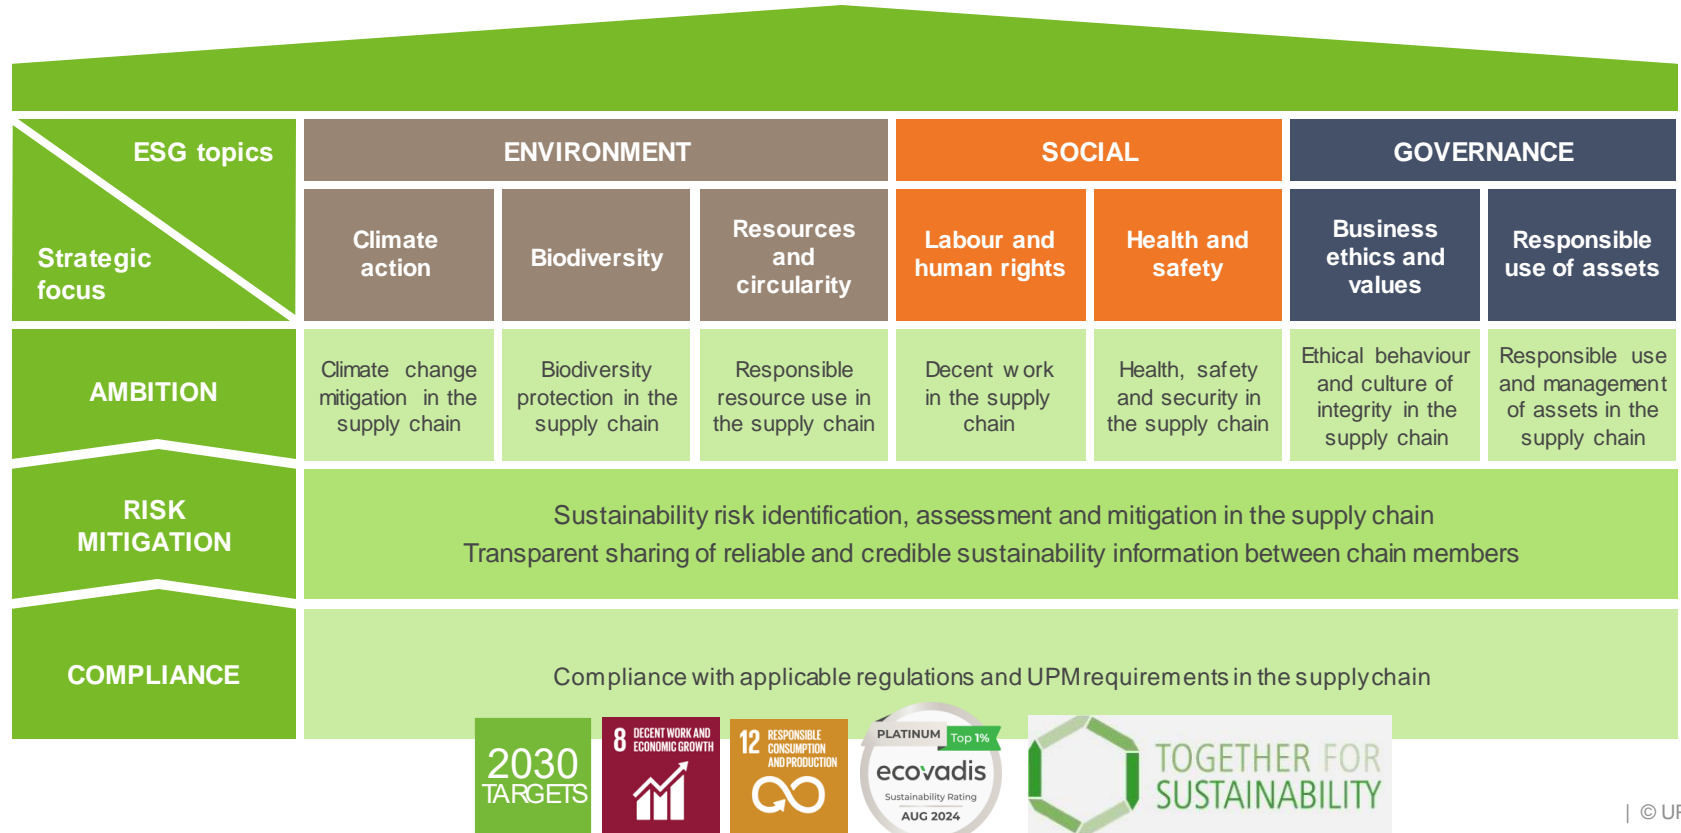 ESG topics
Strategic
focus
ENVIRONMENT
SOCIAL
GOVERNANCE
Climate
action
Biodiversity
Resources
and
circularity
Labour and
human rights
Health and
safety
Business
ethics and
values
Responsible
use of assets
AMBITION
Climate change
mitigation in the
supply chain
Biodiversity
protection in the
supply chain
Responsible
resource use in
the supply chain
Decent work
in the supply
chain
Health, safety
and security in
the supply chain
Ethical behaviour
and culture of
integrity in the
supply chain
Responsible use
and management
of assets in the
supply chain
RISK
MITIGATION
Sustainability risk identification, assessment and mitigation in the supply chain
Transparent sharing of reliable and credible sustainability information between chain members
COMPLIANCE
Compliance with applicable regulations and UPM requirements in the supply chain
2030
TARGETS
8 DECENT WORK AND
ECONOMIC GROWTH
12 RESPONSIBLE
CONSUMPTION
AND PRODUCTION
PLATINUM Top 1%
ecovadis
Sustainability Rating
AUG 2024
TOGETHER FOR
SUSTAINABILITY
| ©